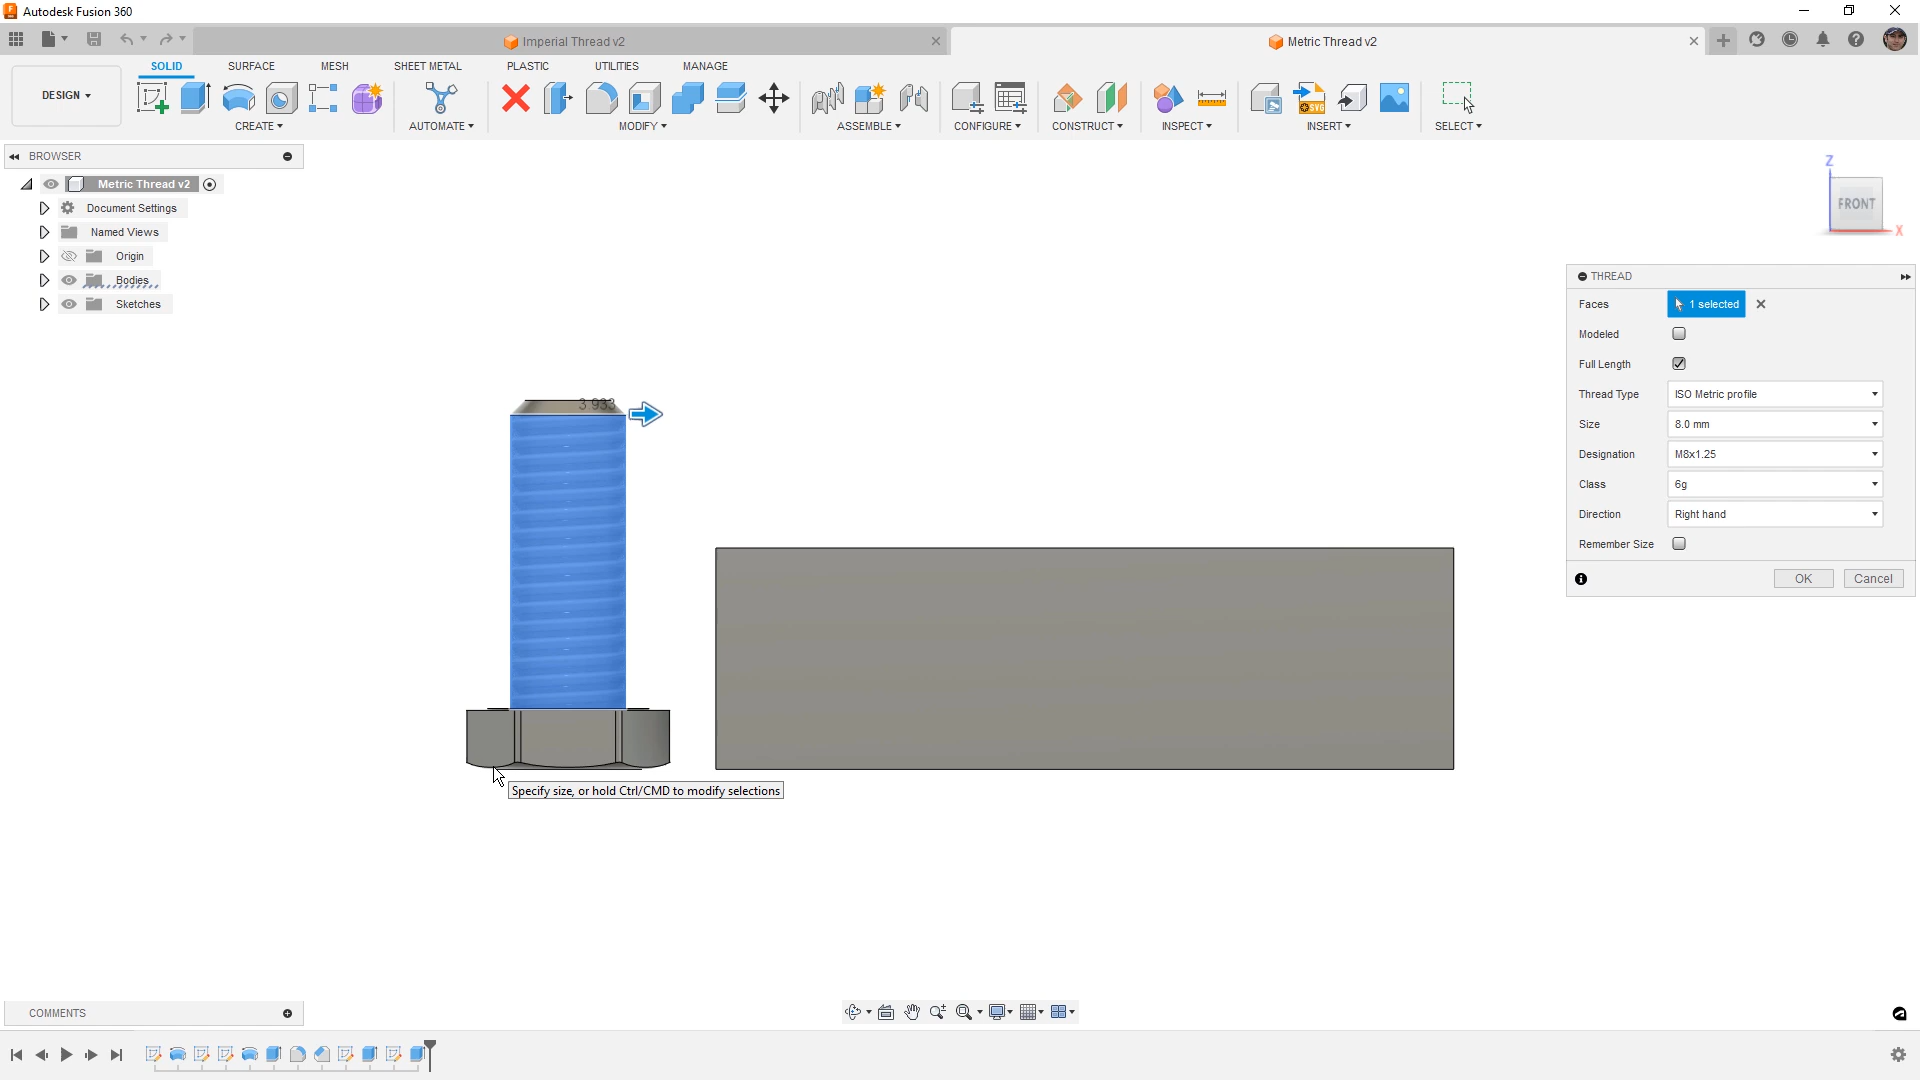 Autodesk Fusion 360
Imperial Thread v2
Metric Thread v2
SOLID
SURFACE
MESH
SHEET METAL
PLASTIC
UTILITIES
MANAGE
DESIGN
CREATE
AUTOMATE
MODIFY
ASSEMBLE
CONFIGURE
CONSTRUCT
INSPECT
INSERT
SELECT
SVG
BROWSER
Metric Thread v2
Document Settings
Named Views
Origin
Bodies
Sketches
Z
FRONT
X
THREAD
Faces 1 selected
Modeled
Full Length
Thread Type ISO Metric profile
Size 8.0 mm
Designation M8x1.25
Class 6g
Direction Right hand
Remember Size
OK Cancel
3.933
Specify size, or hold Ctrl/CMD to modify selections
COMMENTS